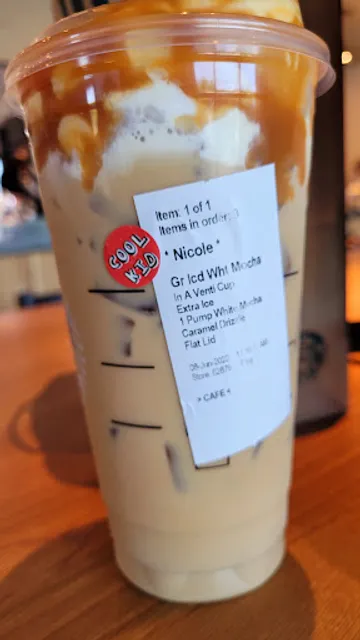 Item: 1 of 1
Items in order:
* Nicole *
Gr Icd Wht Mocha
In A Venti Cup
Extra Ice
1 Pump White Mocha
Caramel Drizzle
Flat Lid
> CAFE <
COOL
KID